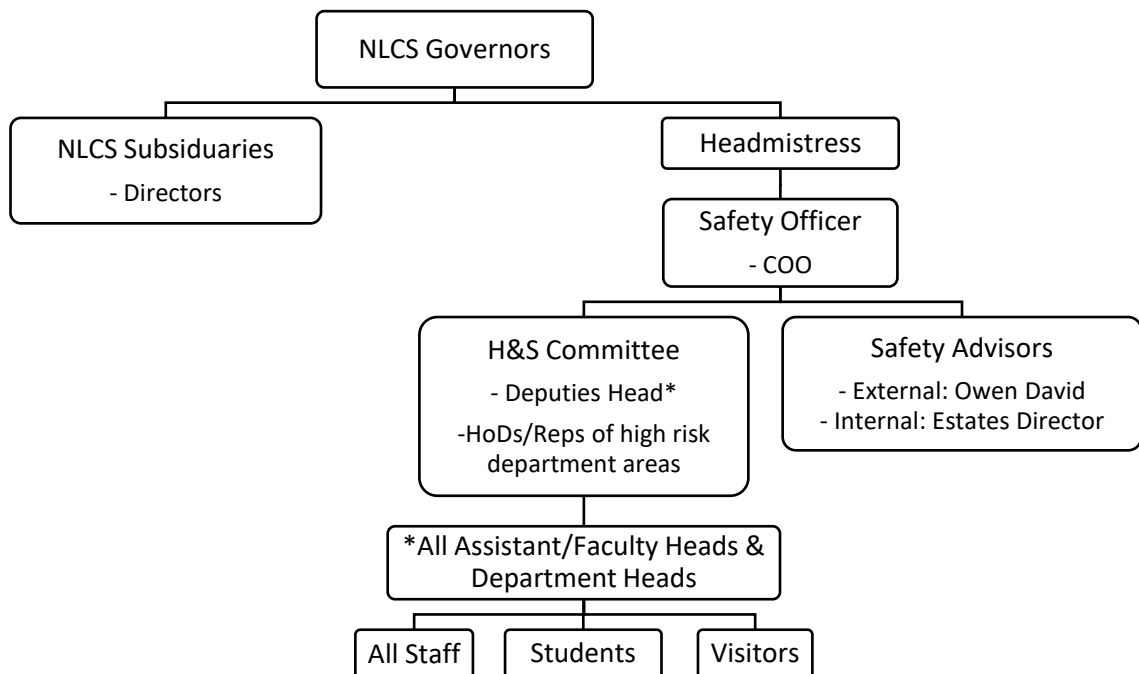 NLCS Governors
NLCS Subsiduaries
- Directors
Headmistress
Safety Officer
- COO
H&S Committee
- Deputies Head*
-HoDs/Reps of high risk
department areas
Safety Advisors
- External: Owen David
- Internal: Estates Director
*All Assistant/Faculty Heads &
Department Heads
All Staff
Students
Visitors